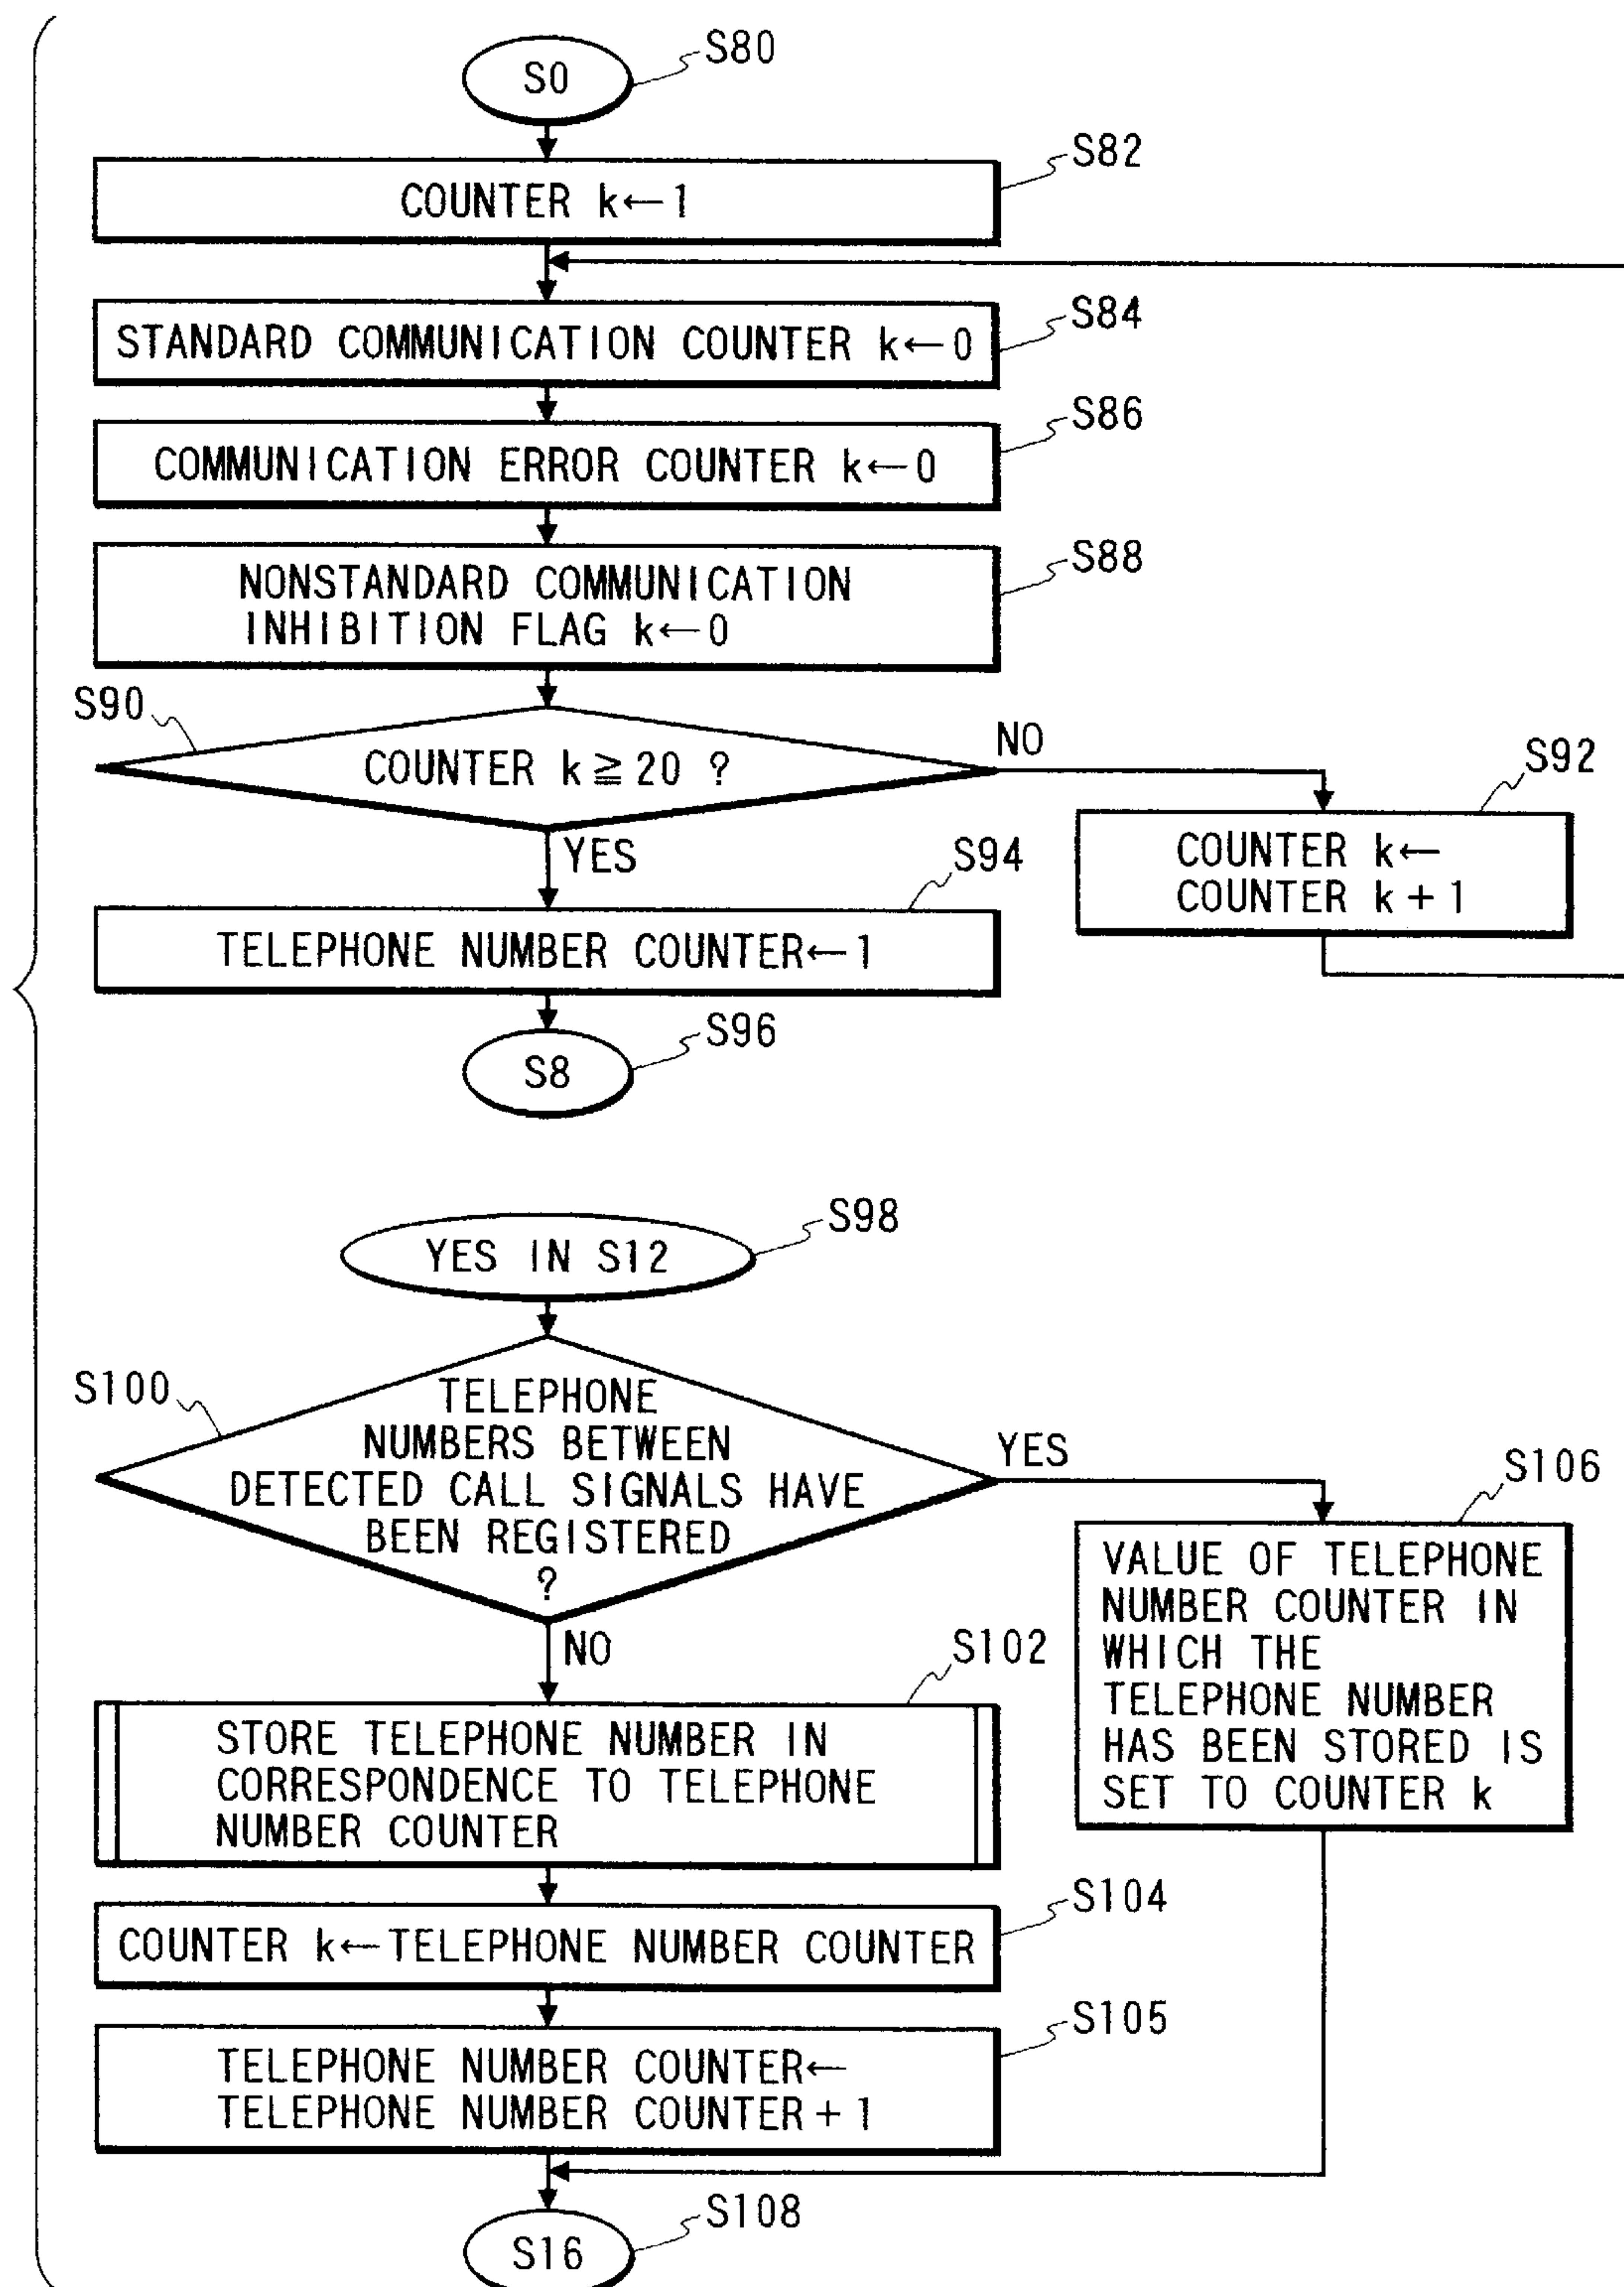 S0
S80
S82
COUNTER k←1
S84
STANDARD COMMUNICATION COUNTER k←0
S86
COMMUNICATION ERROR COUNTER k←0
S88
NONSTANDARD COMMUNICATION
INHIBITION FLAG k←0
S90
COUNTER k≧20 ?
NO
S92
COUNTER k←
COUNTER k+1
YES
S94
TELEPHONE NUMBER COUNTER←1
S96
S8
S98
YES IN S12
S100
TELEPHONE
NUMBERS BETWEEN
DETECTED CALL SIGNALS HAVE
BEEN REGISTERED
?
YES
S106
VALUE OF TELEPHONE
NUMBER COUNTER IN
WHICH THE
TELEPHONE NUMBER
HAS BEEN STORED IS
SET TO COUNTER k
NO
S102
STORE TELEPHONE NUMBER IN
CORRESPONDENCE TO TELEPHONE
NUMBER COUNTER
S104
COUNTER k←TELEPHONE NUMBER COUNTER
S105
TELEPHONE NUMBER COUNTER←
TELEPHONE NUMBER COUNTER+1
S108
S16